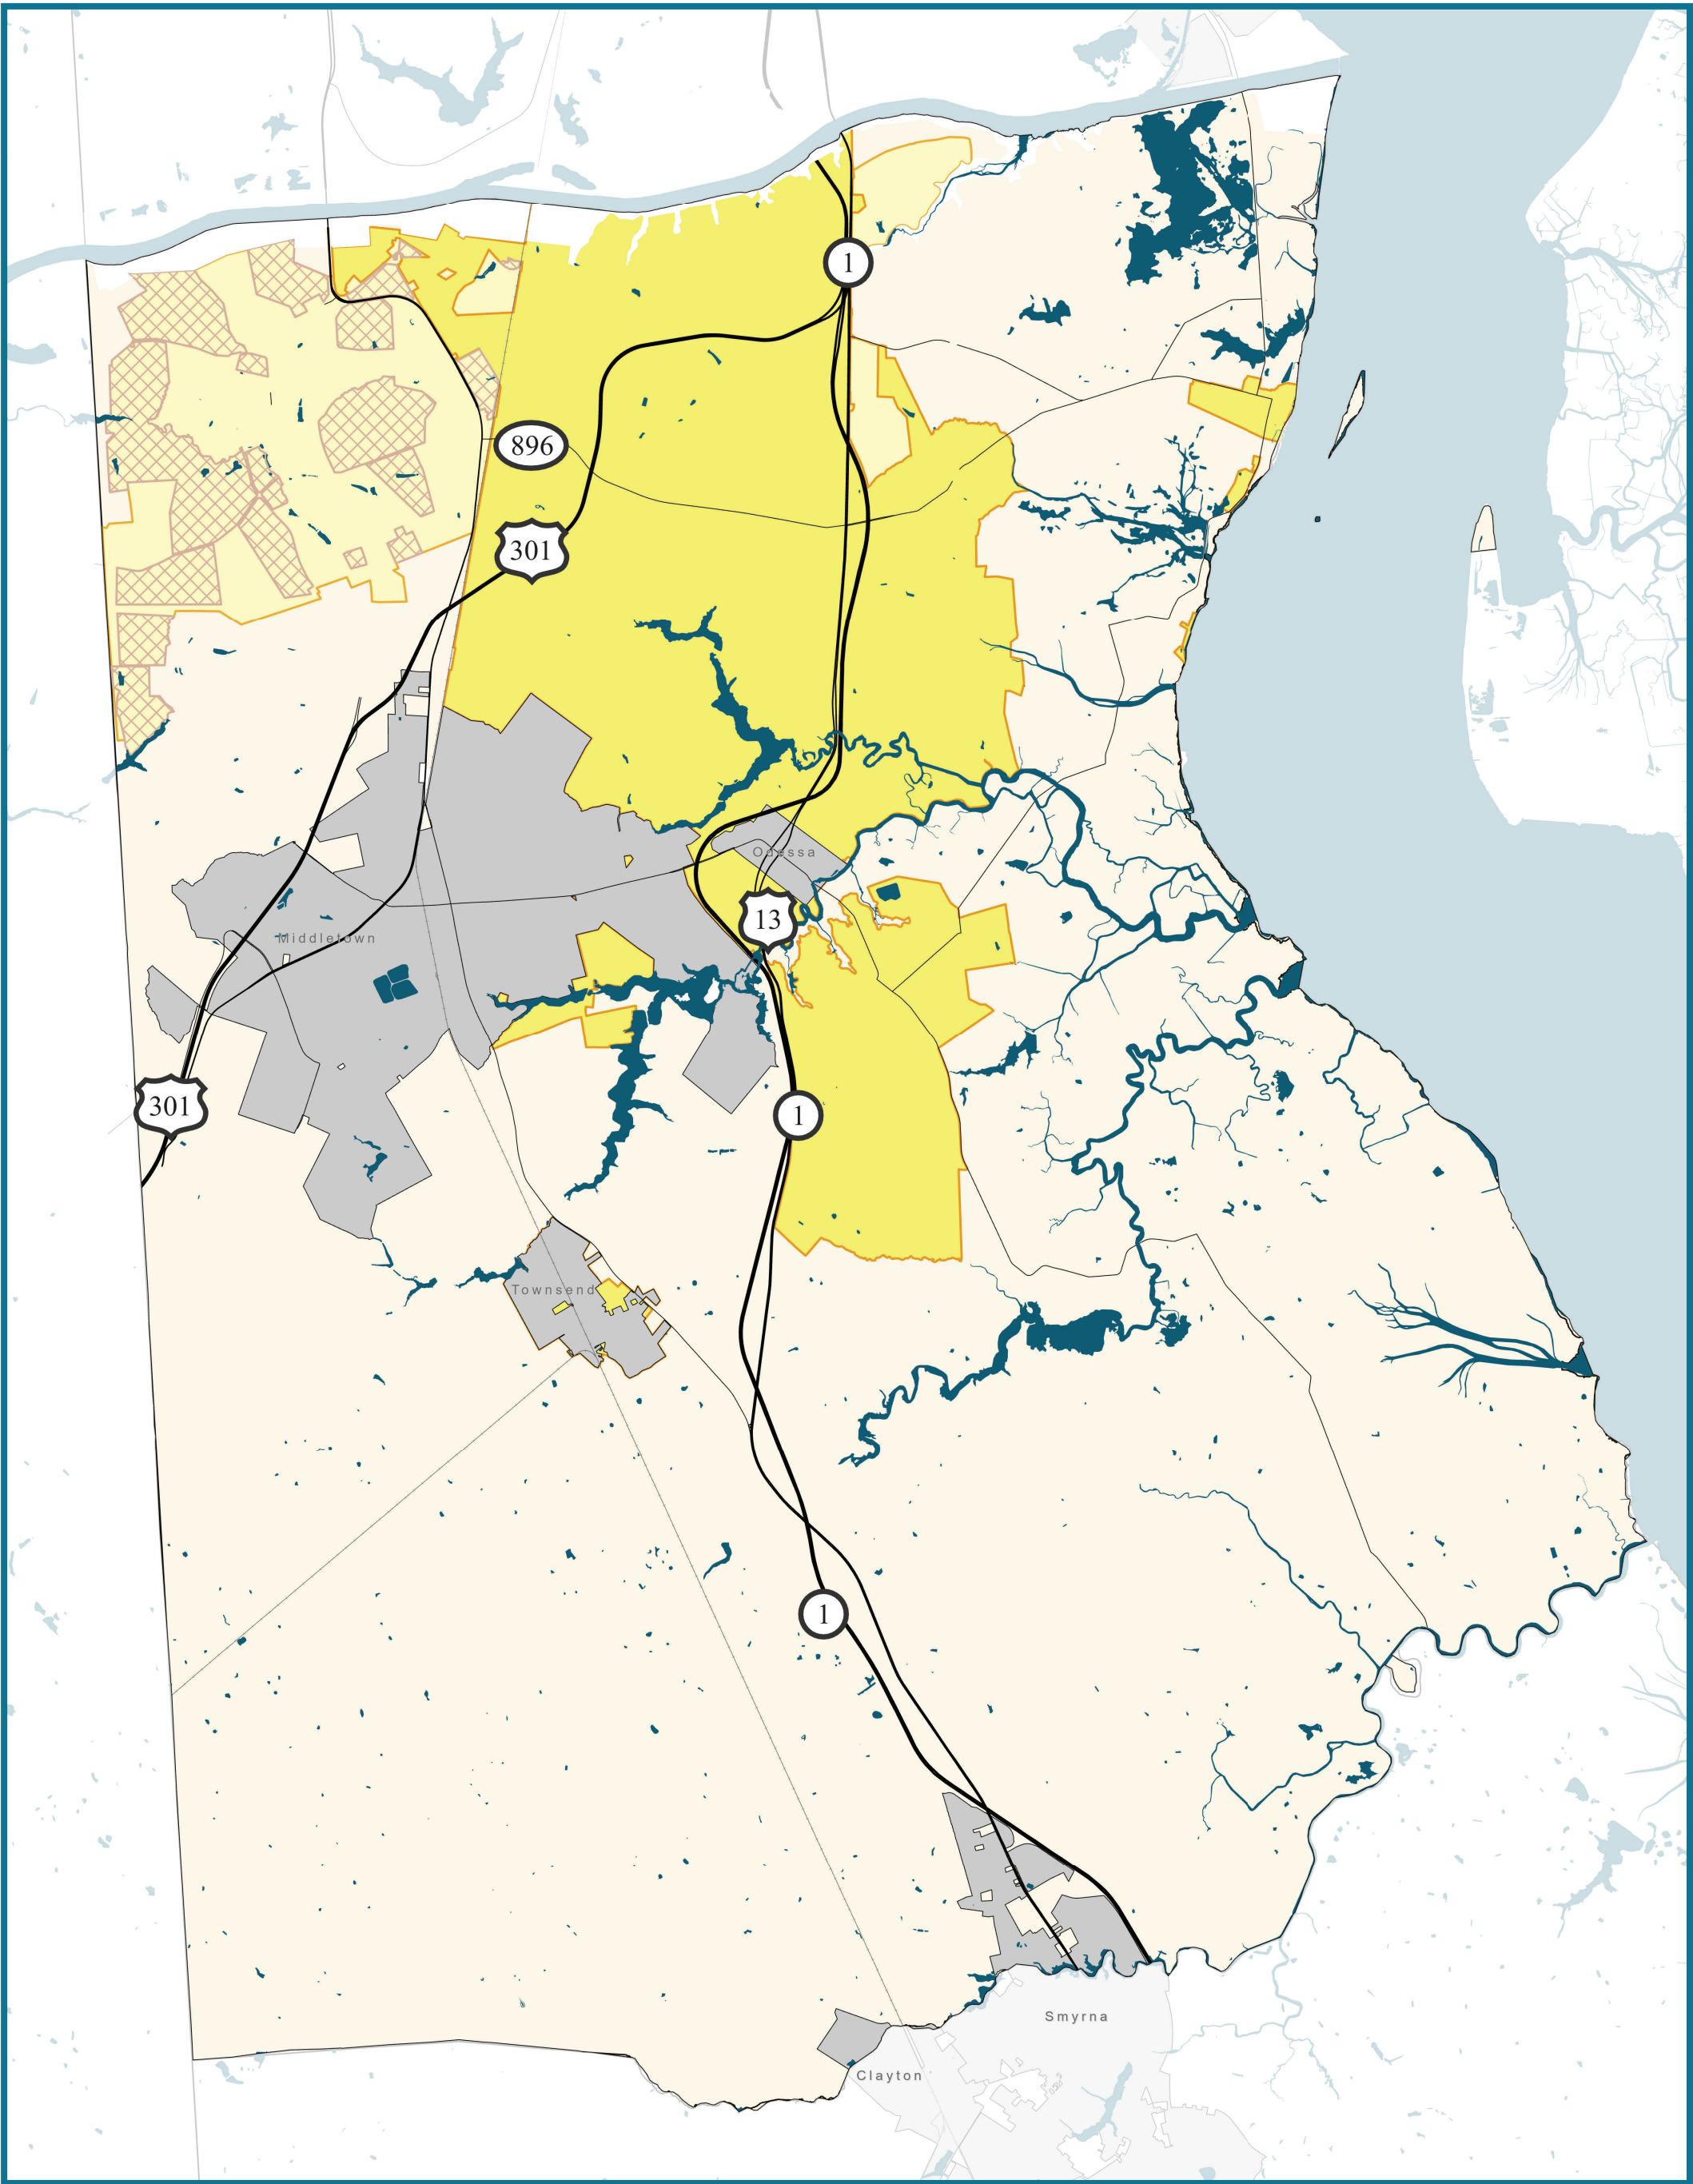 1
896
301
Odessa
13
Middletown
301
1
Townsend
1
Smyrna
Clayton